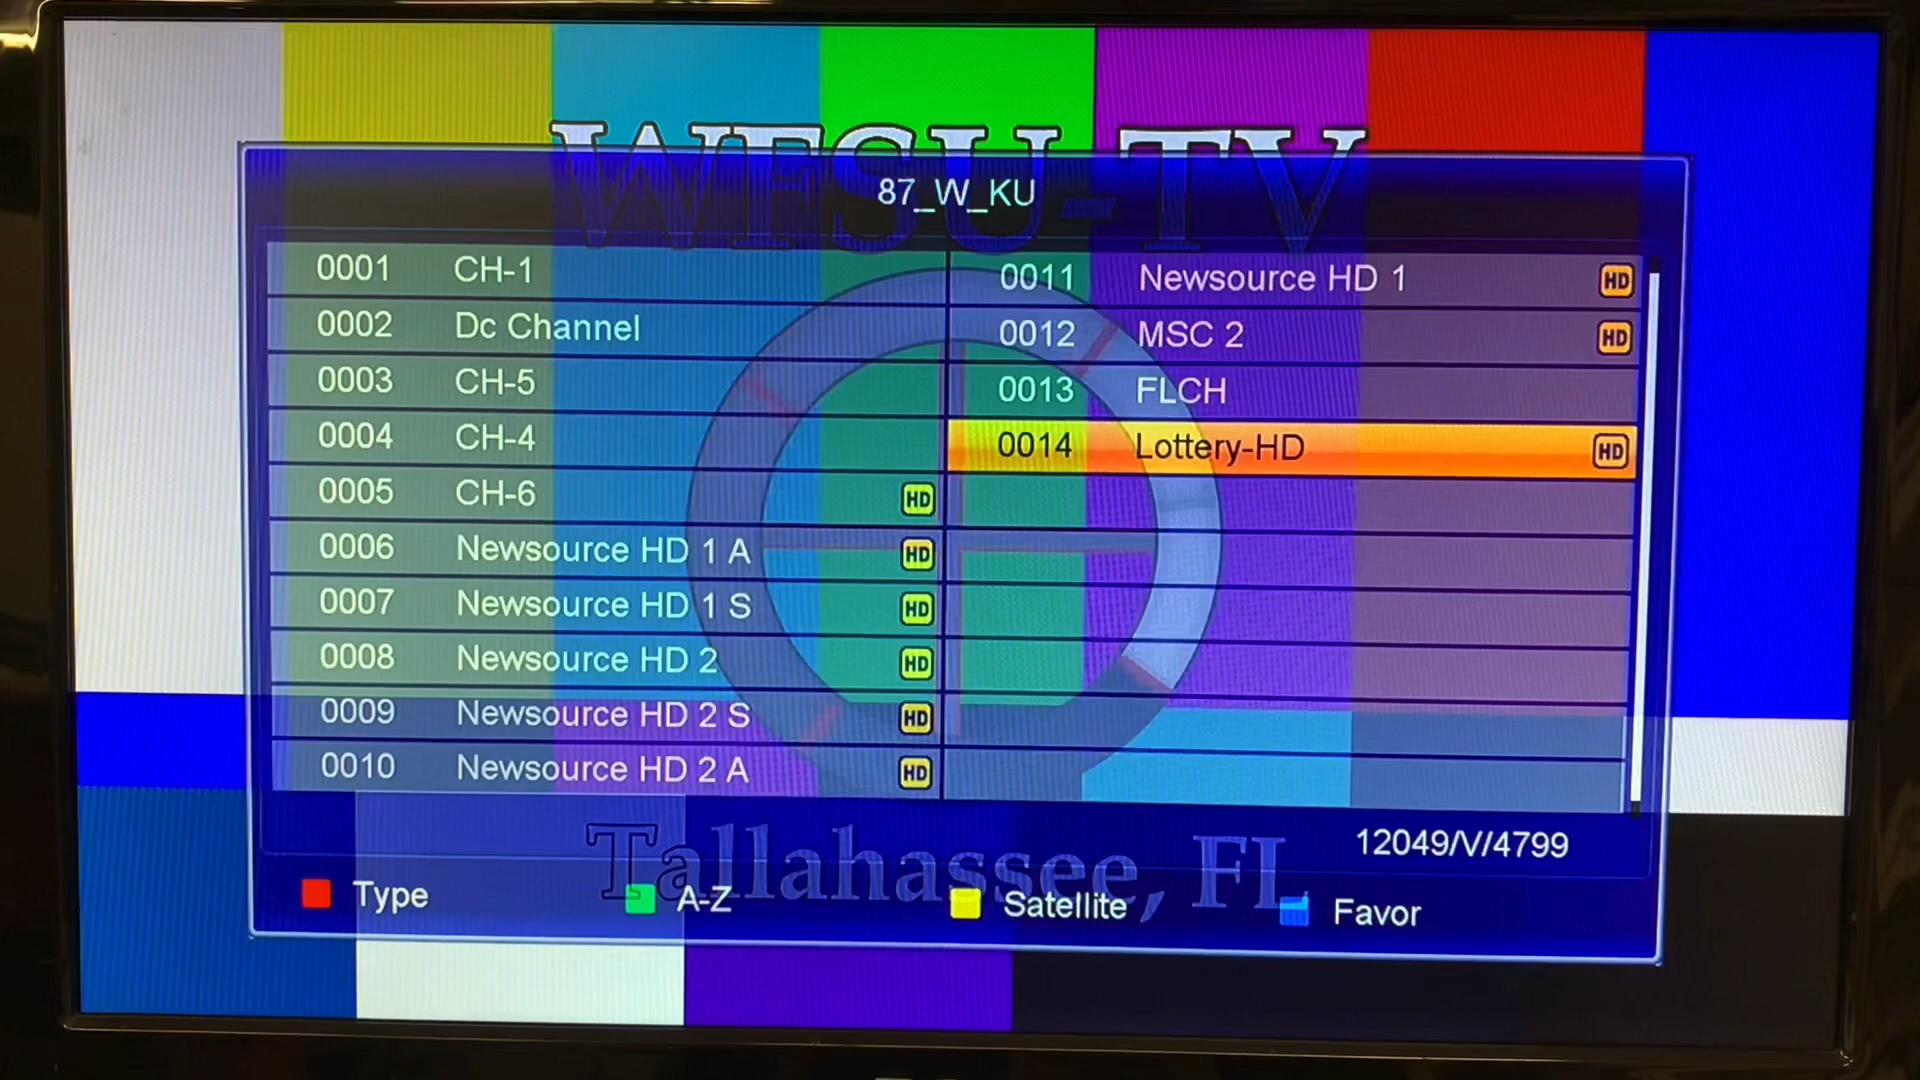 WFSU-TV
87_W_KU
0001 CH-1
0002 Dc Channel
0003 CH-5
0004 CH-4
0005 CH-6 HD
0006 Newsource HD 1 A HD
0007 Newsource HD 1 S HD
0008 Newsource HD 2 HD
0009 Newsource HD 2 S HD
0010 Newsource HD 2 A HD
0011 Newsource HD 1 HD
0012 MSC 2 HD
0013 FLCH
0014 Lottery-HD HD
12049/V/4799
Tallahassee, FL
Type A-Z Satellite Favor